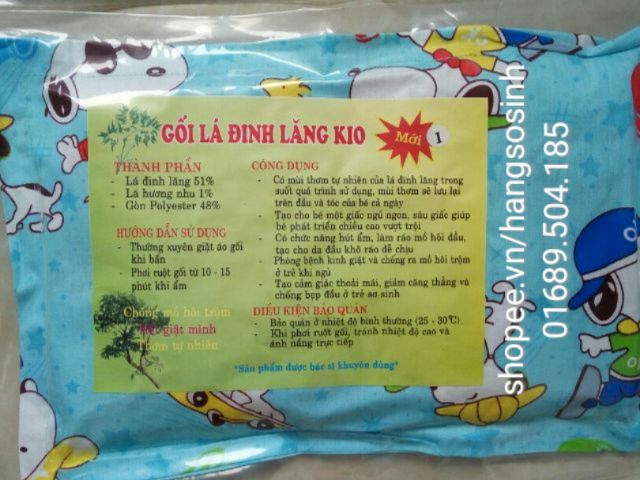 GỐI LÁ ĐINH LĂNG KIO
Mới 1
THÀNH PHẦN
- Lá đinh lăng 51%
- Lá hương nhu 1%
- Gòn Polyester 48%
HƯỚNG DẪN SỬ DỤNG
- Thường xuyên giặt áo gối
khi bẩn
- Phơi ruột gối từ 10 - 15
phút khi ẩm
Chống mồ hôi trộm
Hết giật mình
Thơm tự nhiên
CÔNG DỤNG
- Có mùi thơm tự nhiên của lá đinh lăng trong
suốt quá trình sử dụng, mùi thơm sẽ lưu lại
trên đầu và tóc của bé cả ngày
- Tạo cho bé một giấc ngủ ngon, sâu giấc giúp
bé phát triển chiều cao vượt trội
- Có chức năng hút ẩm, làm ráo mồ hôi đầu,
tạo cho da đầu khô ráo dễ chịu
- Phòng bệnh kinh giật và chống ra mồ hôi trộm
ở trẻ khi ngủ
- Tạo cảm giác thoải mái, giảm căng thẳng và
chống bẹp đầu ở trẻ sơ sinh
ĐIỀU KIỆN BẢO QUẢN
- Bảo quản ở nhiệt độ bình thường (25 - 30°C)
- Khi phơi ruột gối, tránh nhiệt độ cao và
ánh nắng trực tiếp
"Sản phẩm được bác sĩ khuyên dùng"
shopee.vn/hangsosinh
01689.504.185